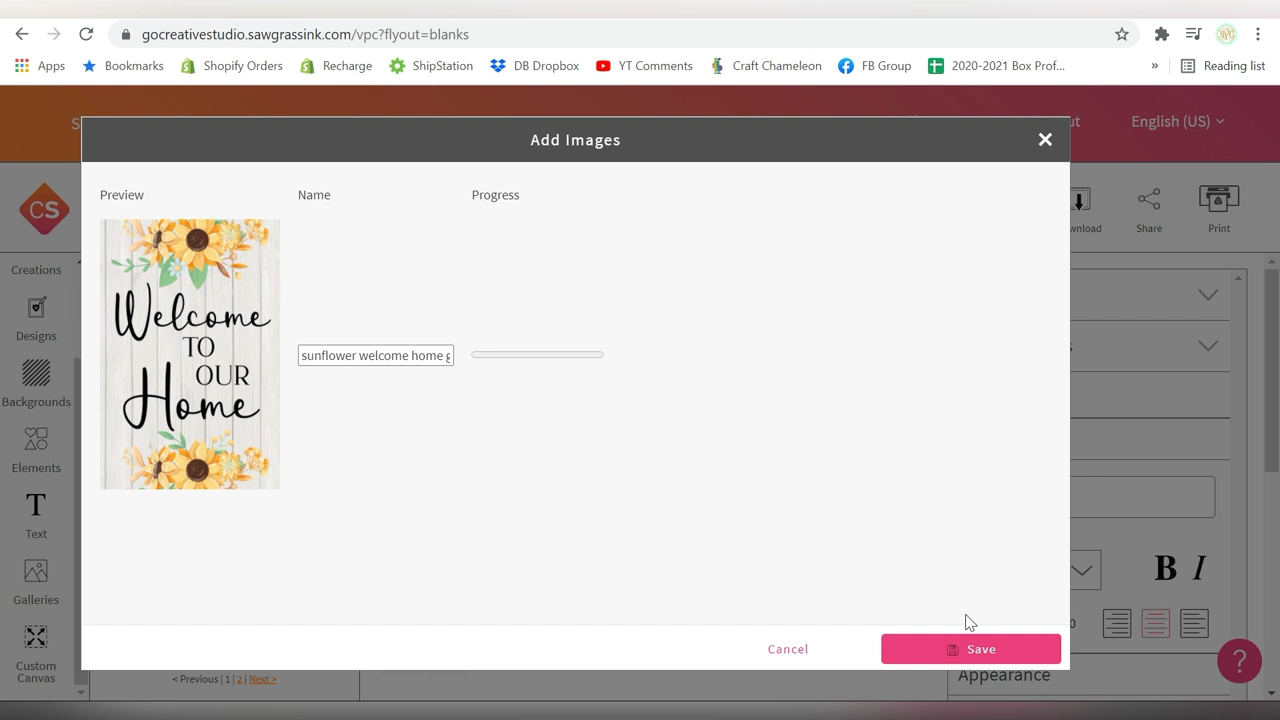 gocreativestudio.sawgrassink.com/vpc?flyout=blanks
Apps Bookmarks Shopify Orders Recharge ShipStation DB Dropbox YT Comments Craft Chameleon FB Group 2020-2021 Box Prof... » Reading list
English (US)
Add Images
CS
Preview Name Progress
Share Print
Creations
Designs
Backgrounds
Elements
T
Text
Galleries
Custom
Canvas
Welcome
TO
OUR
Home
sunflower welcome home g
B I
Cancel Save
?
< Previous | 1 | 2 | Next >
Appearance